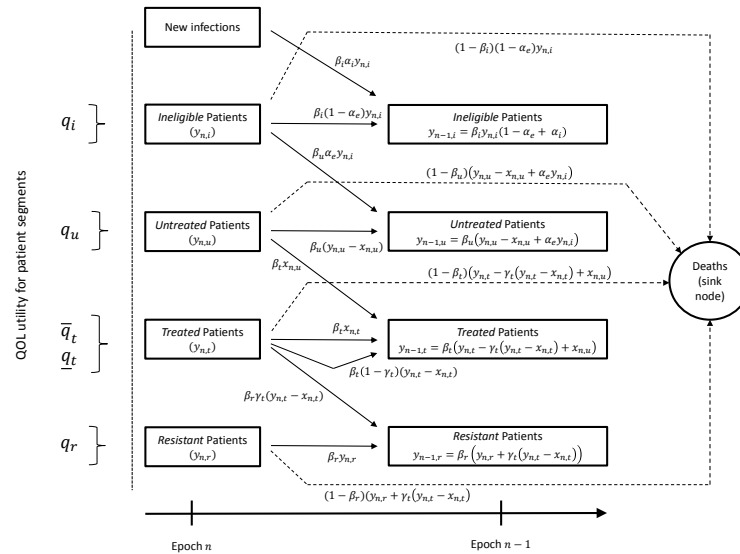 New infections
(1 − β_i)(1 − α_e)y_{n,i}
β_i α_i y_{n,i}
q_i
Ineligible Patients
(y_{n,i})
β_i(1 − α_e)y_{n,i}
Ineligible Patients
y_{n−1,i} = β_i y_{n,i}(1 − α_e + α_i)
β_u α_e y_{n,i}
(1 − β_u)(y_{n,u} − x_{n,u} + α_e y_{n,i})
QOL utility for patient segments
q_u
Untreated Patients
(y_{n,u})
β_u(y_{n,u} − x_{n,u})
Untreated Patients
y_{n−1,u} = β_u(y_{n,u} − x_{n,u} + α_e y_{n,i})
β_t x_{n,u}
(1 − β_t)(y_{n,t} − γ_t(y_{n,t} − x_{n,t}) + x_{n,u})
Deaths
(sink
node)
q̅_t
q̲_t
Treated Patients
(y_{n,t})
β_t x_{n,t}
Treated Patients
y_{n−1,t} = β_t(y_{n,t} − γ_t(y_{n,t} − x_{n,t}) + x_{n,u})
β_t(1 − γ_t)(y_{n,t} − x_{n,t})
β_r γ_t(y_{n,t} − x_{n,t})
q_r
Resistant Patients
(y_{n,r})
β_r y_{n,r}
Resistant Patients
y_{n−1,r} = β_r(y_{n,r} + γ_t(y_{n,t} − x_{n,t}))
(1 − β_r)(y_{n,r} + γ_t(y_{n,t} − x_{n,t})
Epoch n
Epoch n − 1